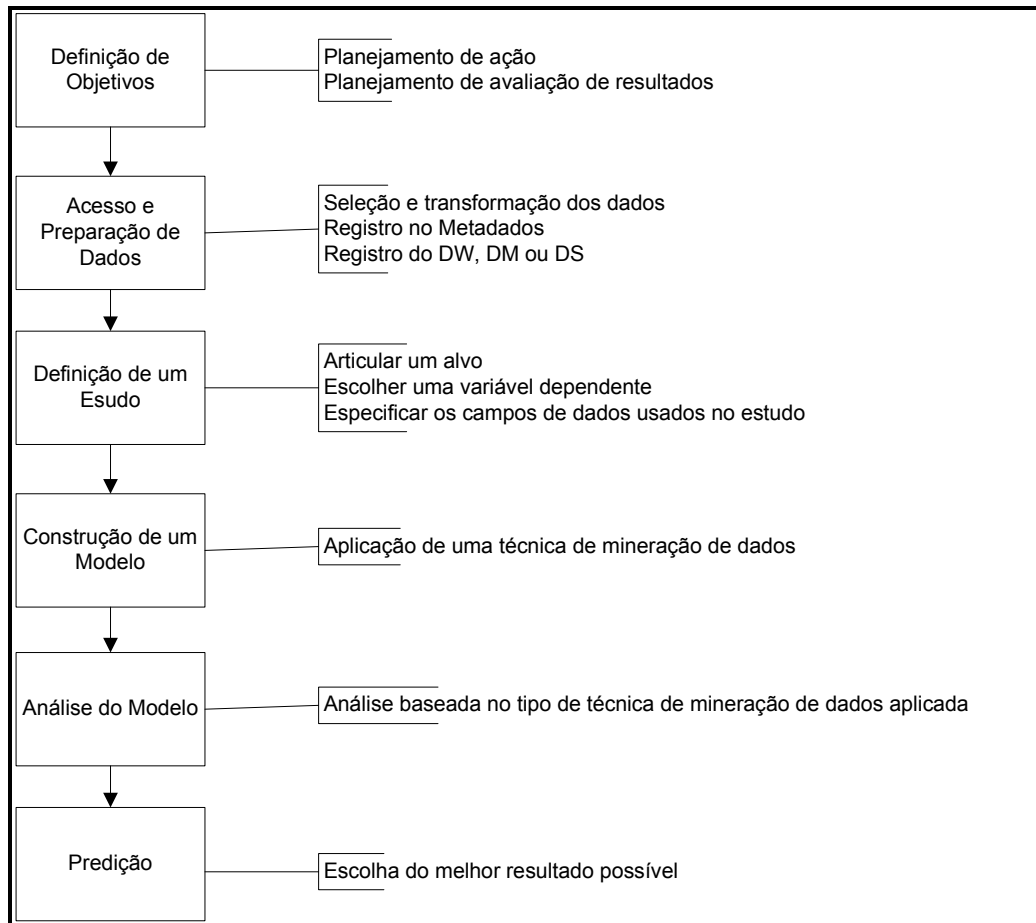 Definição de
Objetivos
Planejamento de ação
Planejamento de avaliação de resultados
Acesso e
Preparação de
Dados
Seleção e transformação dos dados
Registro no Metadados
Registro do DW, DM ou DS
Definição de um
Esudo
Articular um alvo
Escolher uma variável dependente
Especificar os campos de dados usados no estudo
Construção de um
Modelo
Aplicação de uma técnica de mineração de dados
Análise do Modelo
Análise baseada no tipo de técnica de mineração de dados aplicada
Predição
Escolha do melhor resultado possível